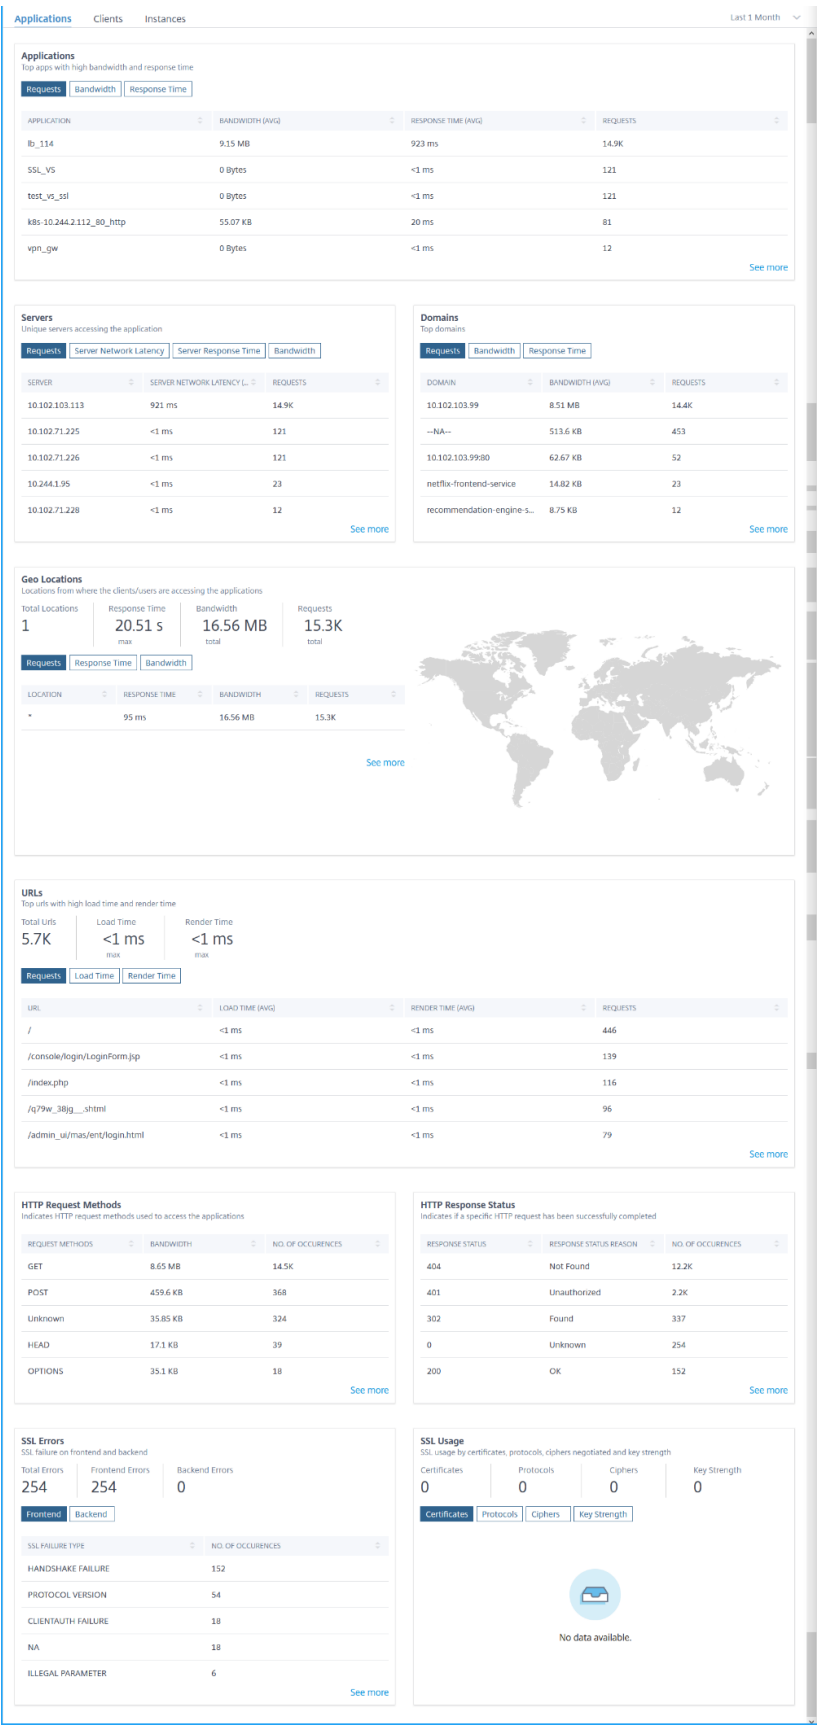 Applications Clients Instances Last 1 Month
Applications
Top apps with high bandwidth and response time
Requests Bandwidth Response Time
APPLICATION BANDWIDTH (AVG) RESPONSE TIME (AVG) REQUESTS
lb_114 9.15 MB 923 ms 14.9K
SSL_VS 0 Bytes <1 ms 121
test_vs_ssl 0 Bytes <1 ms 121
k8s-10.244.2.112_80_http 55.07 KB 20 ms 81
vpn_gw 0 Bytes <1 ms 12
See more
Servers
Unique servers accessing the application
Requests Server Network Latency Server Response Time Bandwidth
SERVER SERVER NETWORK LATENCY (... REQUESTS
10.102.103.113 921 ms 14.9K
10.102.71.225 <1 ms 121
10.102.71.226 <1 ms 121
10.244.1.95 <1 ms 23
10.102.71.228 <1 ms 12
See more
Domains
Top domains
Requests Bandwidth Response Time
DOMAIN BANDWIDTH (AVG) REQUESTS
10.102.103.99 8.51 MB 14.4K
--NA-- 513.6 KB 453
10.102.103.99:80 62.67 KB 52
netflix-frontend-service 14.82 KB 23
recommendation-engine-s... 8.75 KB 12
See more
Geo Locations
Locations from where the clients/users are accessing the applications
Total Locations Response Time Bandwidth Requests
1 20.51 s 16.56 MB 15.3K
max total total
Requests Response Time Bandwidth
LOCATION RESPONSE TIME BANDWIDTH REQUESTS
* 95 ms 16.56 MB 15.3K
See more
URLs
Top urls with high load time and render time
Total Urls Load Time Render Time
5.7K <1 ms <1 ms
max max
Requests Load Time Render Time
URL LOAD TIME (AVG) RENDER TIME (AVG) REQUESTS
/ <1 ms <1 ms 446
/console/login/LoginForm.jsp <1 ms <1 ms 139
/index.php <1 ms <1 ms 116
/q79w_38jg__.shtml <1 ms <1 ms 96
/admin_ui/mas/ent/login.html <1 ms <1 ms 79
See more
HTTP Request Methods
Indicates HTTP request methods used to access the applications
REQUEST METHODS BANDWIDTH NO. OF OCCURENCES
GET 8.65 MB 14.5K
POST 459.6 KB 368
Unknown 35.85 KB 324
HEAD 17.1 KB 39
OPTIONS 35.1 KB 18
See more
HTTP Response Status
Indicates if a specific HTTP request has been successfully completed
RESPONSE STATUS RESPONSE STATUS REASON NO. OF OCCURENCES
404 Not Found 12.2K
401 Unauthorized 2.2K
302 Found 337
0 Unknown 254
200 OK 152
See more
SSL Errors
SSL failure on frontend and backend
Total Errors Frontend Errors Backend Errors
254 254 0
Frontend Backend
SSL FAILURE TYPE NO. OF OCCURENCES
HANDSHAKE FAILURE 152
PROTOCOL VERSION 54
CLIENTAUTH FAILURE 18
NA 18
ILLEGAL PARAMETER 6
See more
SSL Usage
SSL usage by certificates, protocols, ciphers negotiated and key strength
Certificates Protocols Ciphers Key Strength
0 0 0 0
Certificates Protocols Ciphers Key Strength
No data available.